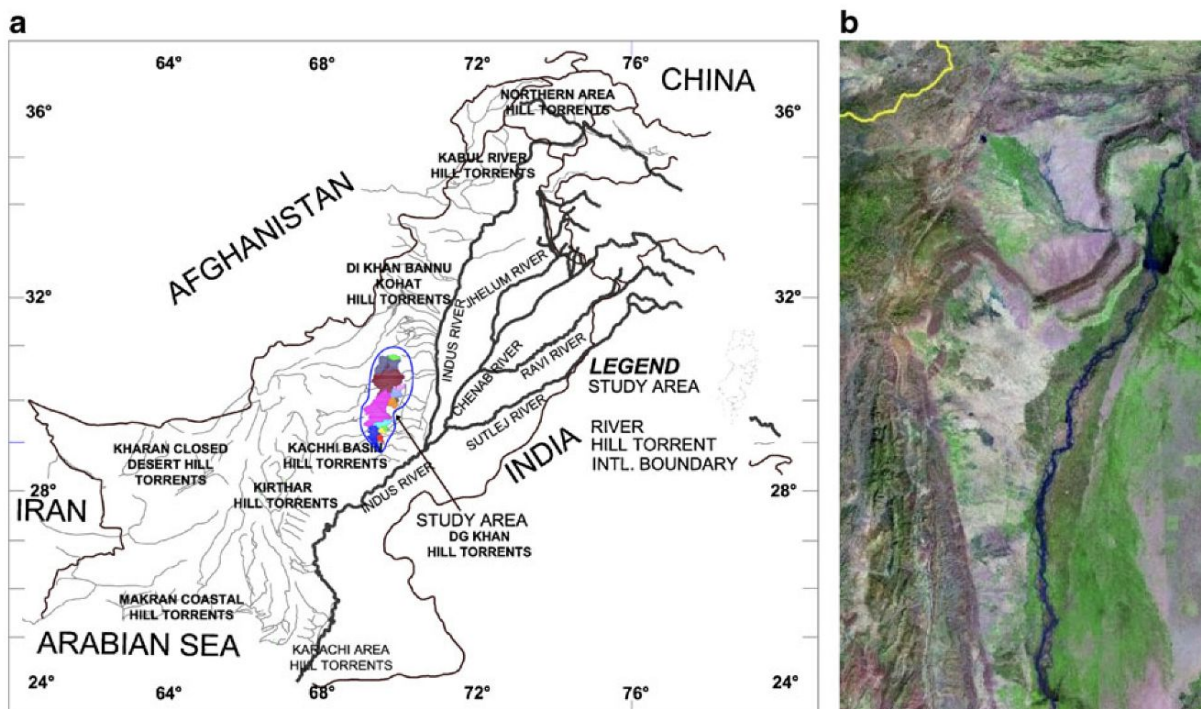 a
b
64°
68°
72°
76°
CHINA
36°
36°
NORTHERN AREA
HILL TORRENTS
KABUL RIVER
HILL TORRENTS
AFGHANISTAN
DI KHAN BANNU
KOHAT
HILL TORRENTS
JHELUM RIVER
32°
32°
INDUS RIVER
CHENAB RIVER
RAVI RIVER
SUTLEJ RIVER
LEGEND
STUDY AREA
RIVER
HILL TORRENT
INTL. BOUNDARY
INDIA
KHARAN CLOSED
DESERT HILL
TORRENTS
KACHHI BASIN
HILL TORRENTS
KIRTHAR
HILL TORRENTS
INDUS RIVER
28°
28°
IRAN
STUDY AREA
DG KHAN
HILL TORRENTS
MAKRAN COASTAL
HILL TORRENTS
ARABIAN SEA
KARACHI AREA
HILL TORRENTS
24°
24°
64°
68°
72°
76°